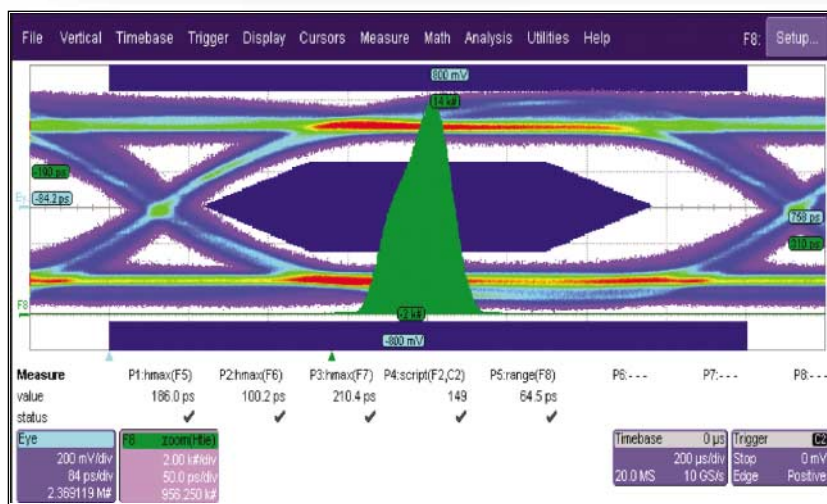 File Vertical Timebase Trigger Display Cursors Measure Math Analysis Utilities Help F8: Setup...
800 mV
14 k#
-190 ps
Eye
-84.2 ps
758 ps
310 ps
F8
-2 k#
-800 mV
Measure P1:hmax(F5) P2:hmax(F6) P3:hmax(F7) P4:script(F2,C2) P5:range(F8) P6:- - - P7:- - - P8:- - -
value 186.0 ps 100.2 ps 210.4 ps 149 64.5 ps
status ✔ ✔ ✔ ✔ ✔
Eye
200 mV/div
84 ps/div
2.369119 M#
F8 zoom(Htie)
2.00 k#/div
50.0 ps/div
956.250 k#
Timebase 0 µs
200 µs/div
20.0 MS 10 GS/s
Trigger C2
Stop 0 mV
Edge Positive